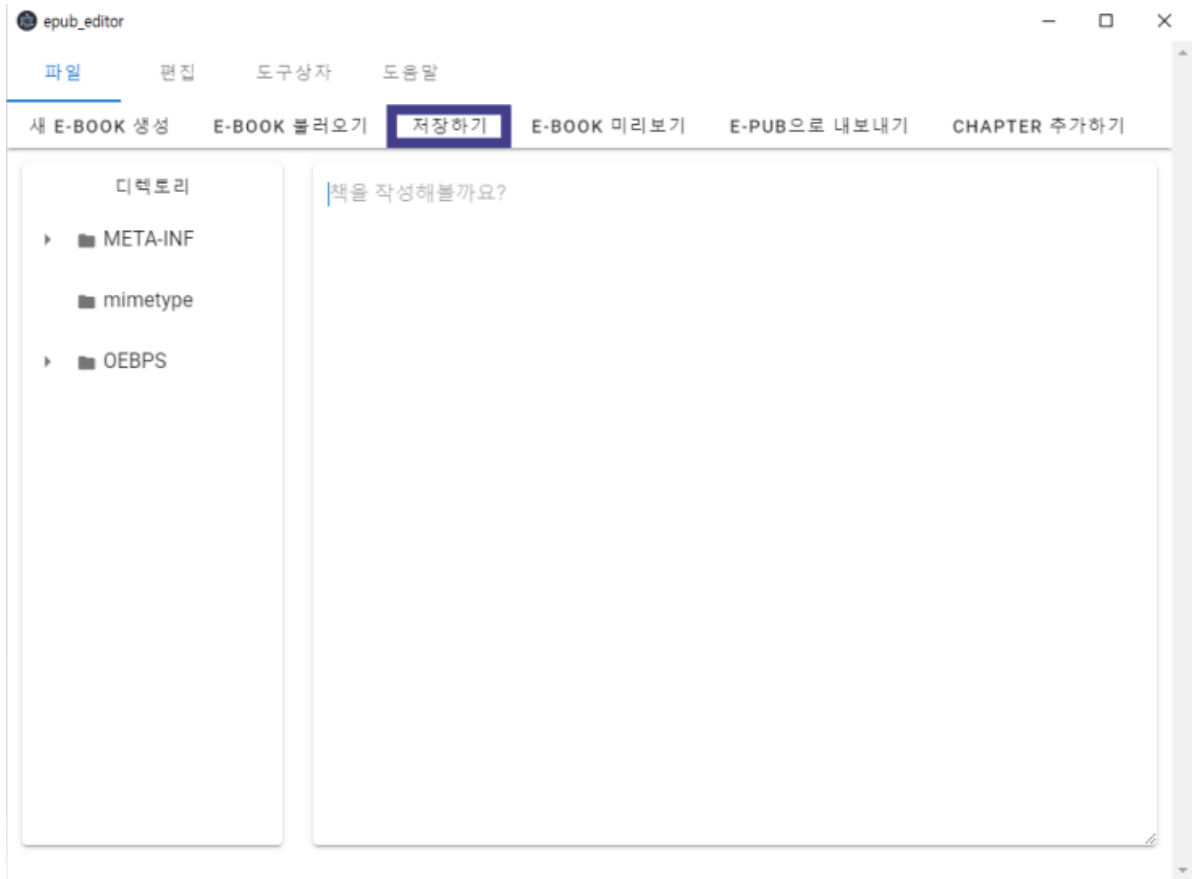 epub_editor
파일 편집 도구상자 도움말
새 E-BOOK 생성 E-BOOK 불러오기 저장하기 E-BOOK 미리보기 E-PUB으로 내보내기 CHAPTER 추가하기
디렉토리
META-INF
mimetype
OEBPS
책을 작성해볼까요?